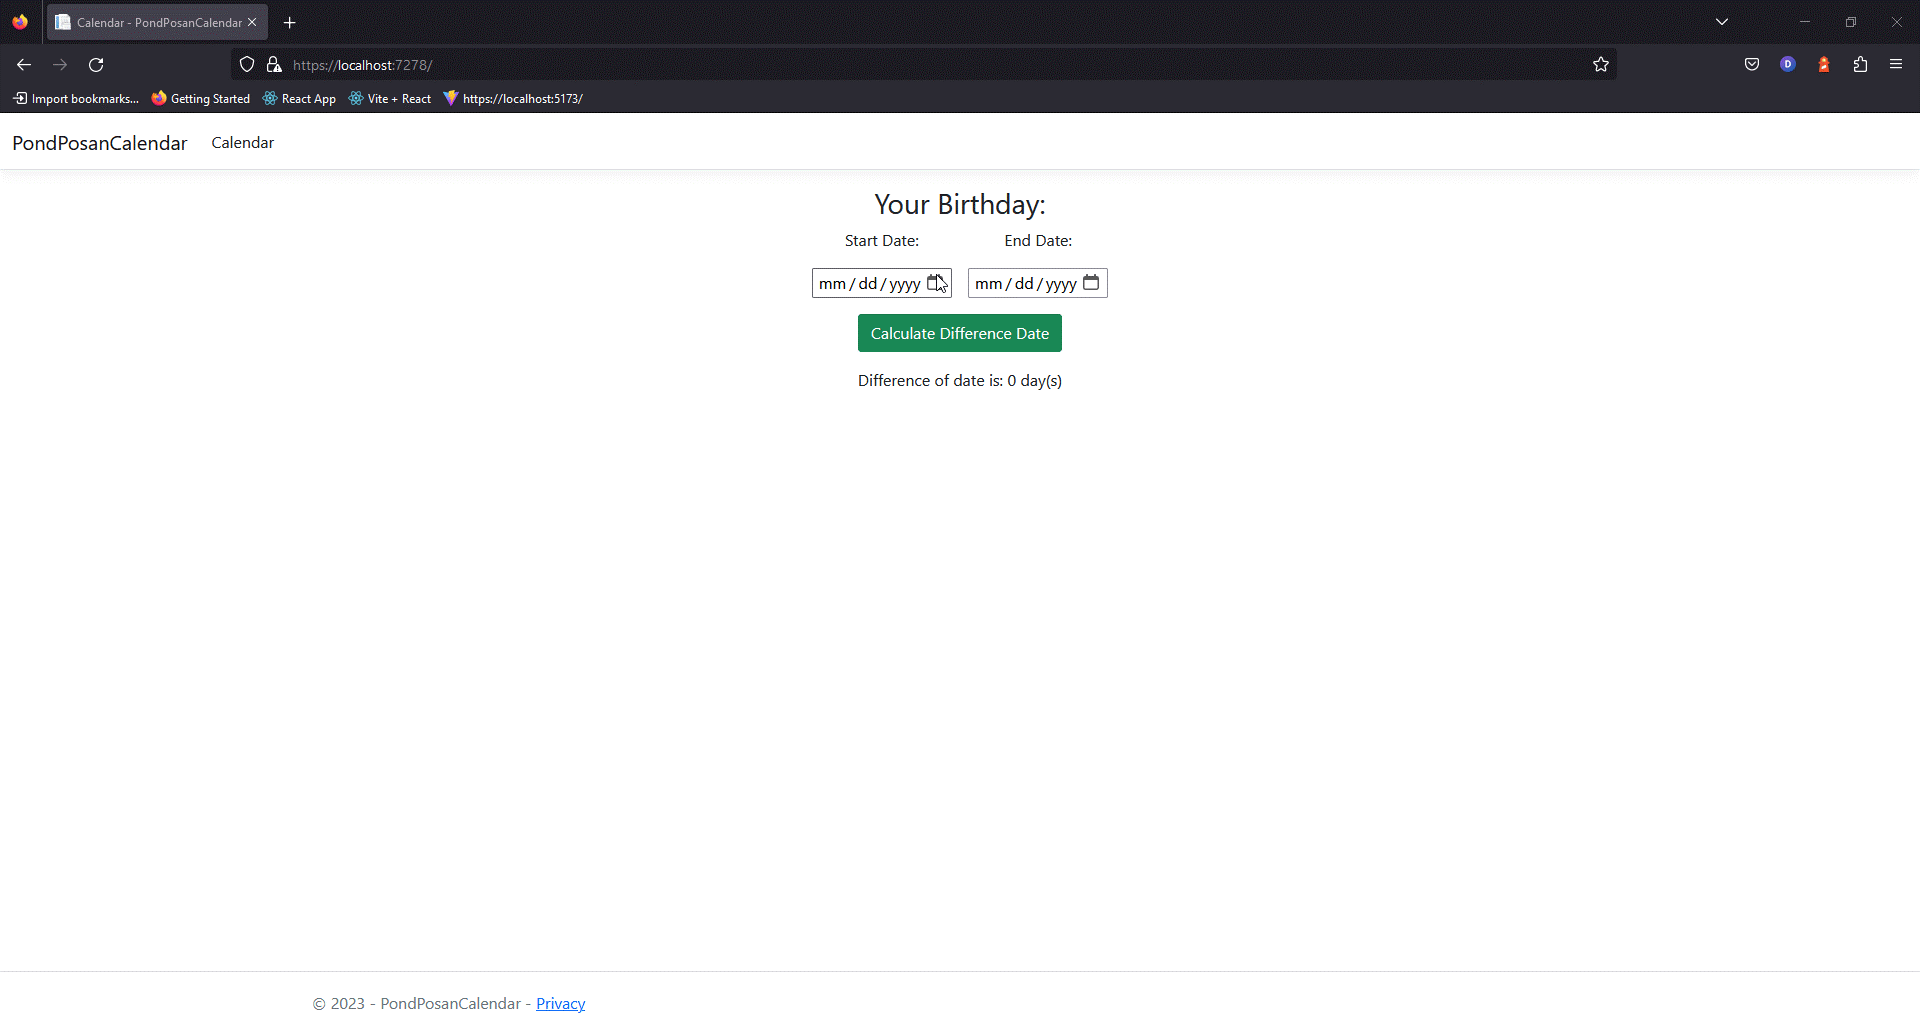 Calendar - PondPosanCalendar
https://localhost:7278/
D
Import bookmarks... Getting Started React App Vite + React https://localhost:5173/
PondPosanCalendar Calendar
Your Birthday:
Start Date: End Date:
mm / dd / yyyy mm / dd / yyyy
Calculate Difference Date
Difference of date is: 0 day(s)
© 2023 - PondPosanCalendar - Privacy